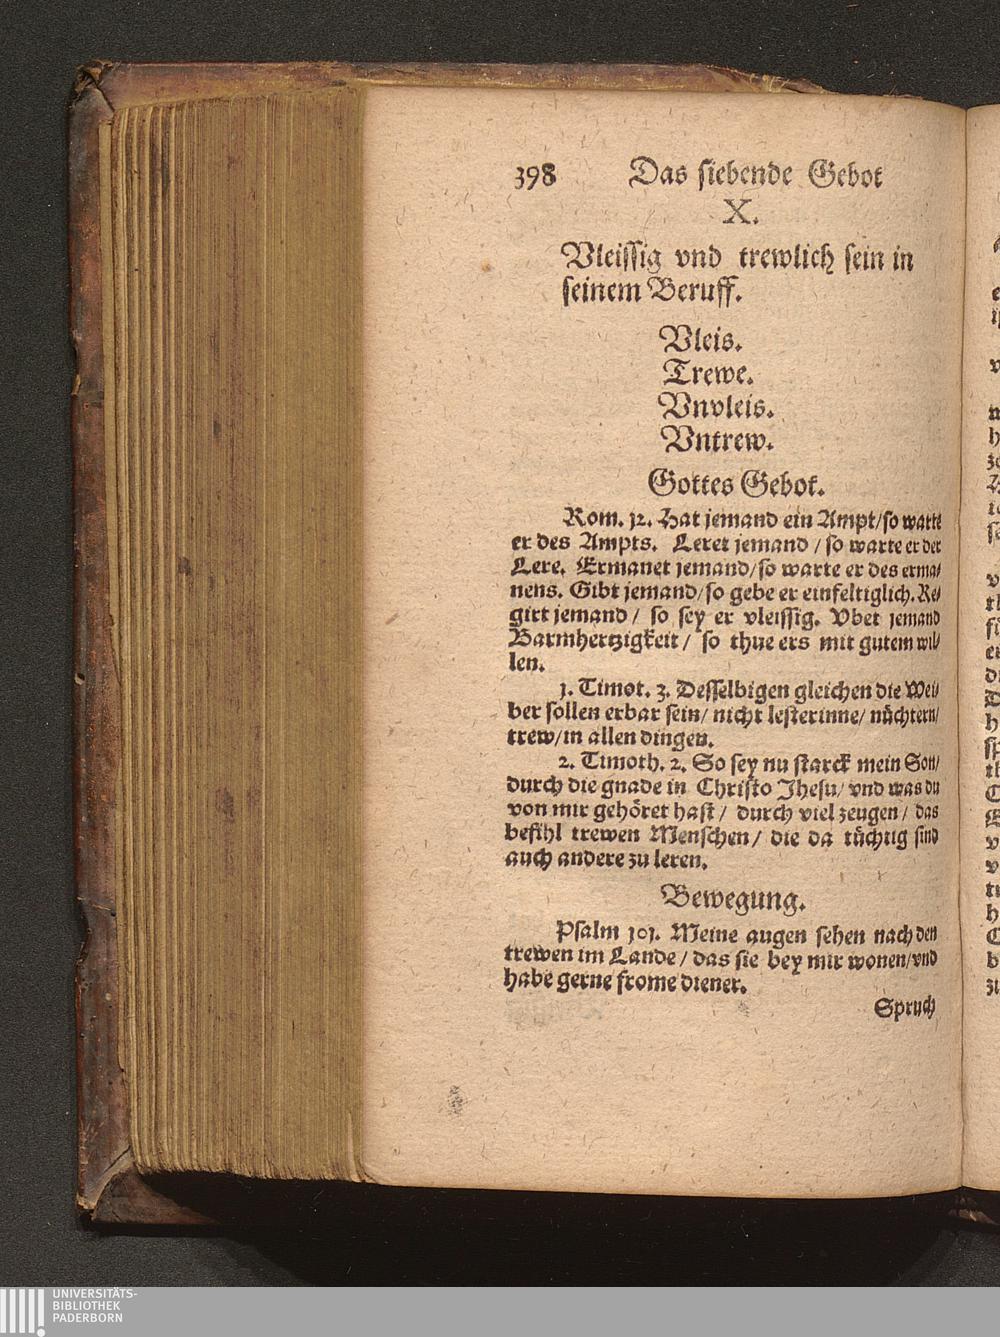 398 Das siebende Gebot
X.
Vleissig vnd trewlich sein in
seinem Beruff.
Vleis.
Trewe.
Vnvleis.
Vntrew.
Gottes Gebot.
Rom. 12. Hat jemand ein Ampt/so warte
er des Ampts. Leret jemand / so warte er der
Lere. Ermanet jemand/so warte er des erma-
nens. Gibt jemand/so gebe er einfeltiglich. Re-
girt jemand / so sey er vleissig. Vbet jemand
Barmhertzigkeit / so thue ers mit gutem wil-
len.
1. Timot. 3. Desselbigen gleichen die Wei-
ber sollen erbar sein/ nicht lesterinne/ nüchtern/
trew/in allen dingen.
2. Timoth. 2. So sey nu starck mein Son/
durch die gnade in Christo Jhesu/ vnd was du
von mir gehöret hast / durch viel zeugen / das
befihl trewen Menschen / die da tüchtig sind
auch andere zu leren.
Bewegung.
Psalm 101. Meine augen sehen nach den
trewen im Lande / das sie bey mir wonen/vnd
habe gerne frome diener.
Spruch
UNIVERSITÄTS-
BIBLIOTHEK
PADERBORN